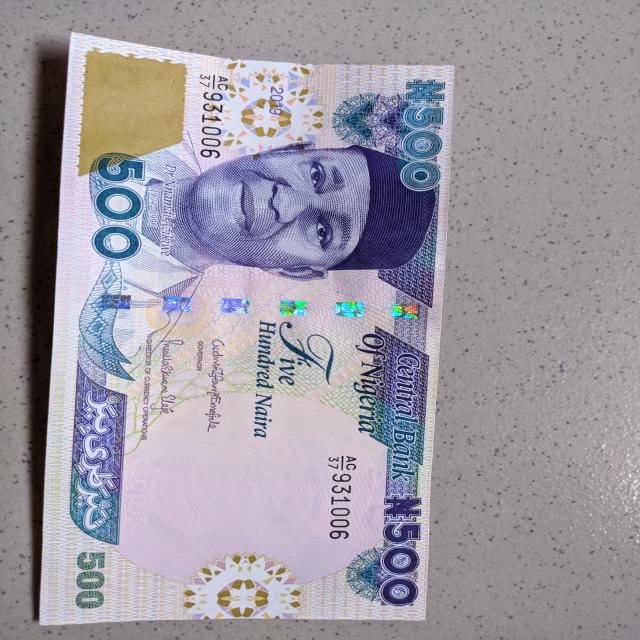 ₦500
Central Bank
Of Nigeria
₦500
2019
AC
37
931006
Five
Hundred Naira
AC
37
931006
GOVERNOR
DIRECTOR OF CURRENCY OPERATIONS
500
500